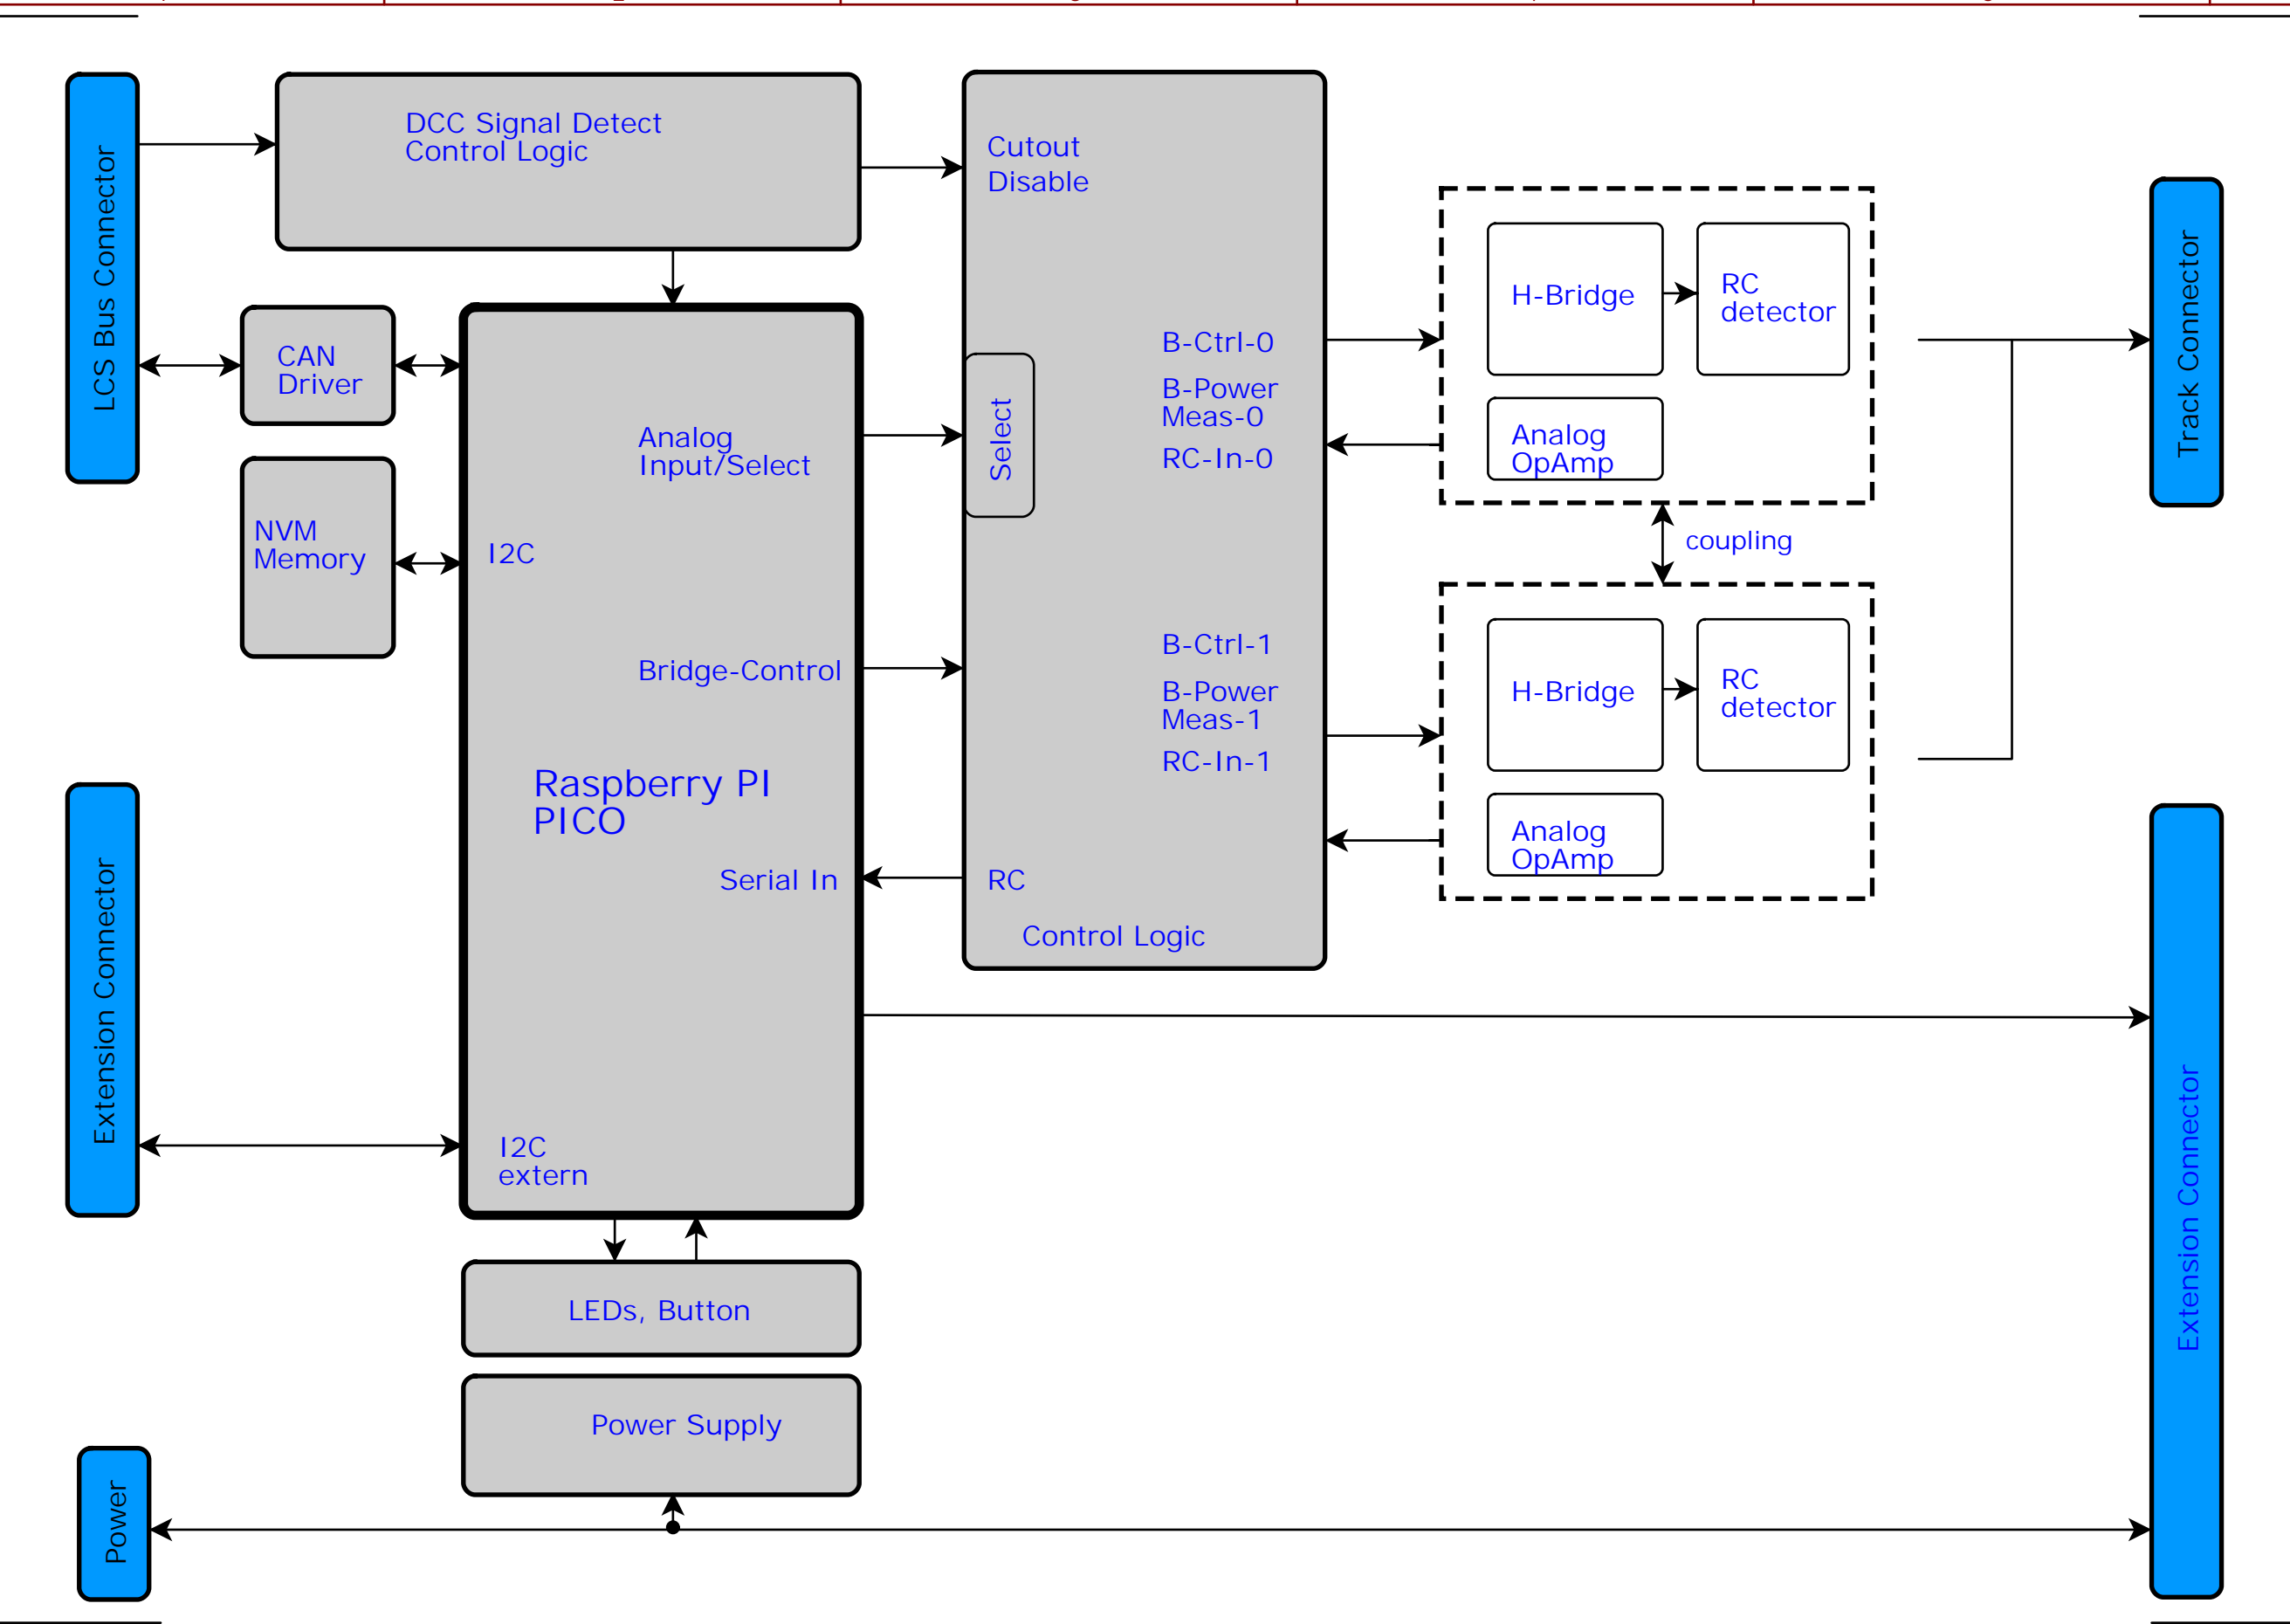 LCS Bus Connector
DCC Signal Detect
Control Logic
CAN
Driver
NVM
Memory
Analog
Input/Select
I2C
Bridge-Control
Raspberry PI
PICO
Serial In
I2C
extern
Cutout
Disable
Select
B-Ctrl-0
B-Power
Meas-0
RC-In-0
B-Ctrl-1
B-Power
Meas-1
RC-In-1
RC
Control Logic
H-Bridge
RC
detector
Analog
OpAmp
coupling
H-Bridge
RC
detector
Analog
OpAmp
Track Connector
Extension Connector
Extension Connector
LEDs, Button
Power Supply
Power